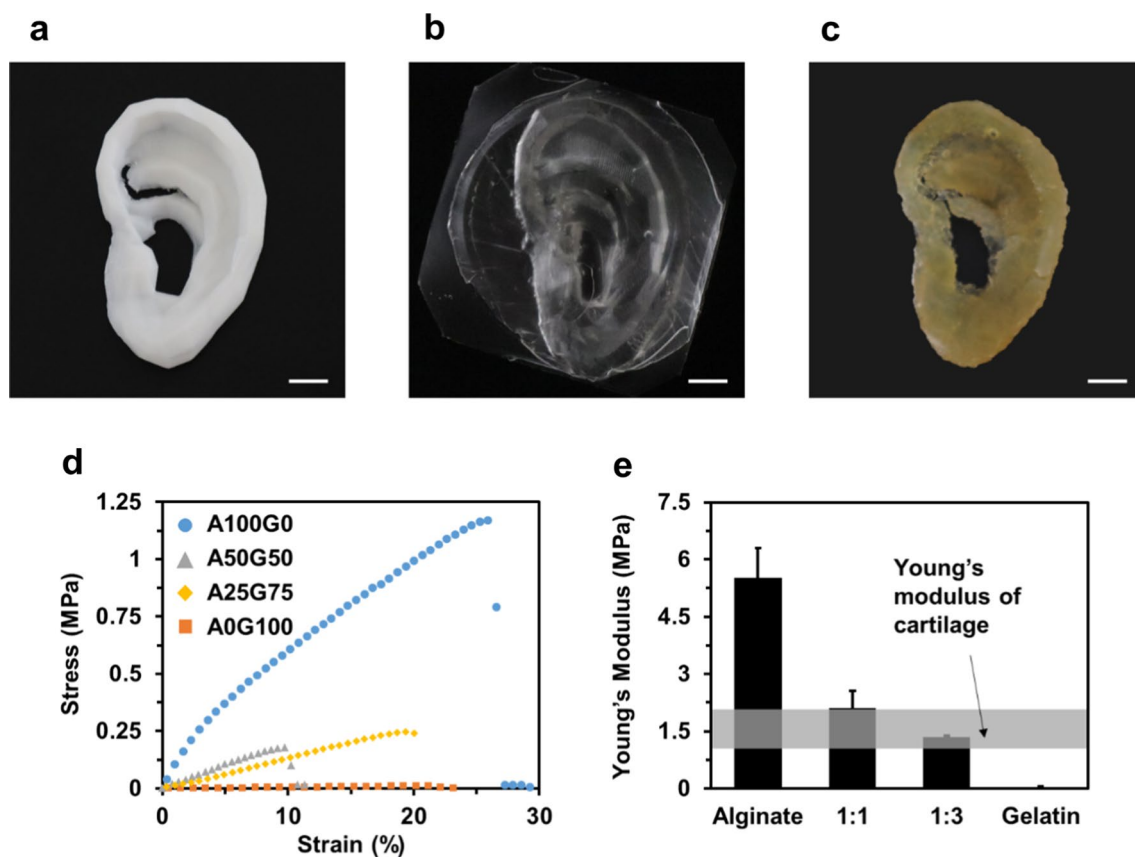 a
b
c
d
1.25
1
0.75
0.5
0.25
0
Stress (MPa)
A100G0
A50G50
A25G75
A0G100
0
10
20
30
Strain (%)
e
7.5
6
4.5
3
1.5
0
Young's Modulus (MPa)
Young's
modulus of
cartilage
Alginate
1:1
1:3
Gelatin